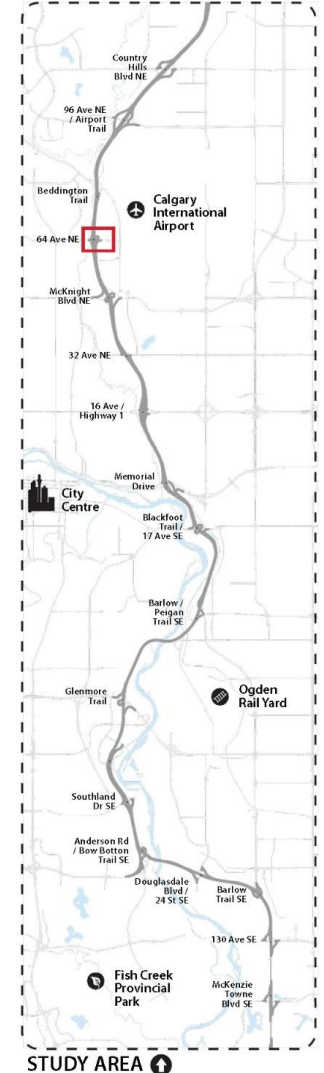 Country
Hills
Blvd NE
96 Ave NE
/ Airport
Trail
Beddington
Trail
Calgary
International
Airport
64 Ave NE
McKnight
Blvd NE
32 Ave NE
16 Ave /
Highway 1
Memorial
Drive
City
Centre
Blackfoot
Trail /
17 Ave SE
Barlow /
Peigan
Trail SE
Glenmore
Trail
Ogden
Rail Yard
Southland
Dr SE
Anderson Rd
/ Bow Botton
Trail SE
Douglasdale
Blvd /
24 St SE
Barlow
Trail SE
130 Ave SE
Fish Creek
Provincial
Park
McKenzie
Towne
Blvd SE
STUDY AREA